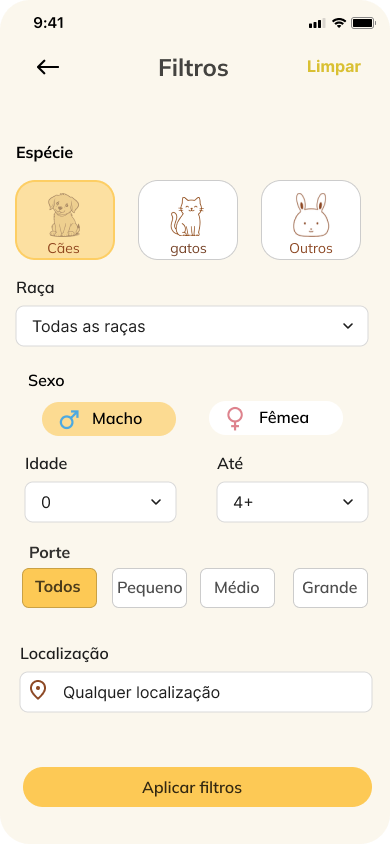 9:41
Filtros
Limpar
Espécie
Cães
gatos
Outros
Raça
Todas as raças
Sexo
Macho
Fêmea
Idade
Até
0
4+
Porte
Todos
Pequeno
Médio
Grande
Localização
Qualquer localização
Aplicar filtros